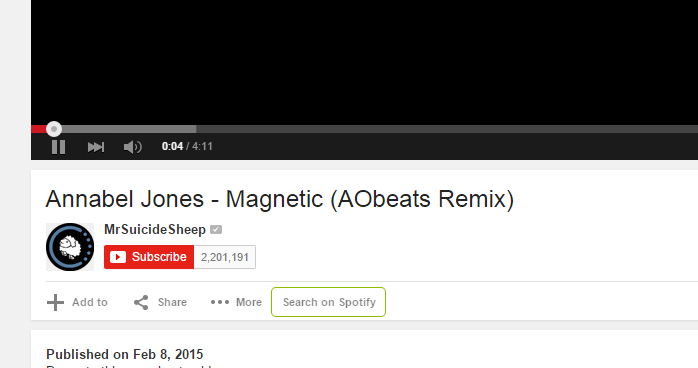 0:04 / 4:11
Annabel Jones - Magnetic (AObeats Remix)
MrSuicideSheep
Subscribe 2,201,191
Add to Share More Search on Spotify
Published on Feb 8, 2015